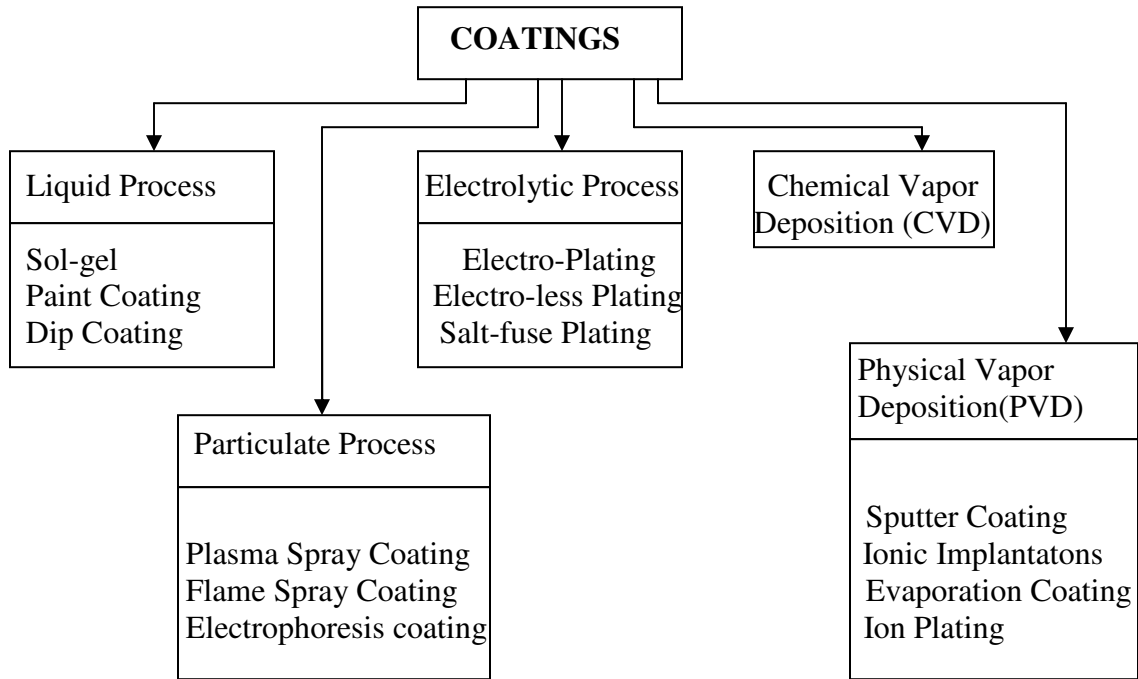 COATINGS
Liquid Process
Sol-gel
Paint Coating
Dip Coating
Electrolytic Process
Electro-Plating
Electro-less Plating
Salt-fuse Plating
Chemical Vapor
Deposition (CVD)
Particulate Process
Plasma Spray Coating
Flame Spray Coating
Electrophoresis coating
Physical Vapor
Deposition(PVD)
Sputter Coating
Ionic Implantatons
Evaporation Coating
Ion Plating